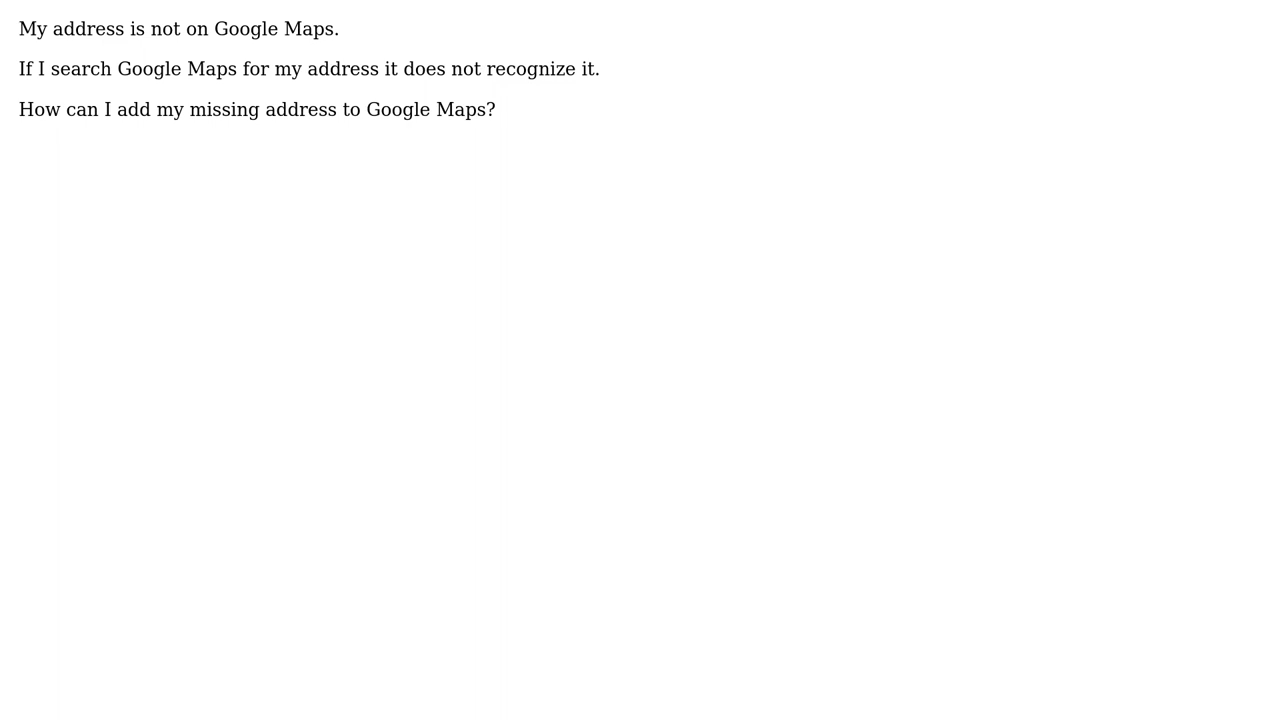 My address is not on Google Maps.
If I search Google Maps for my address it does not recognize it.
How can I add my missing address to Google Maps?